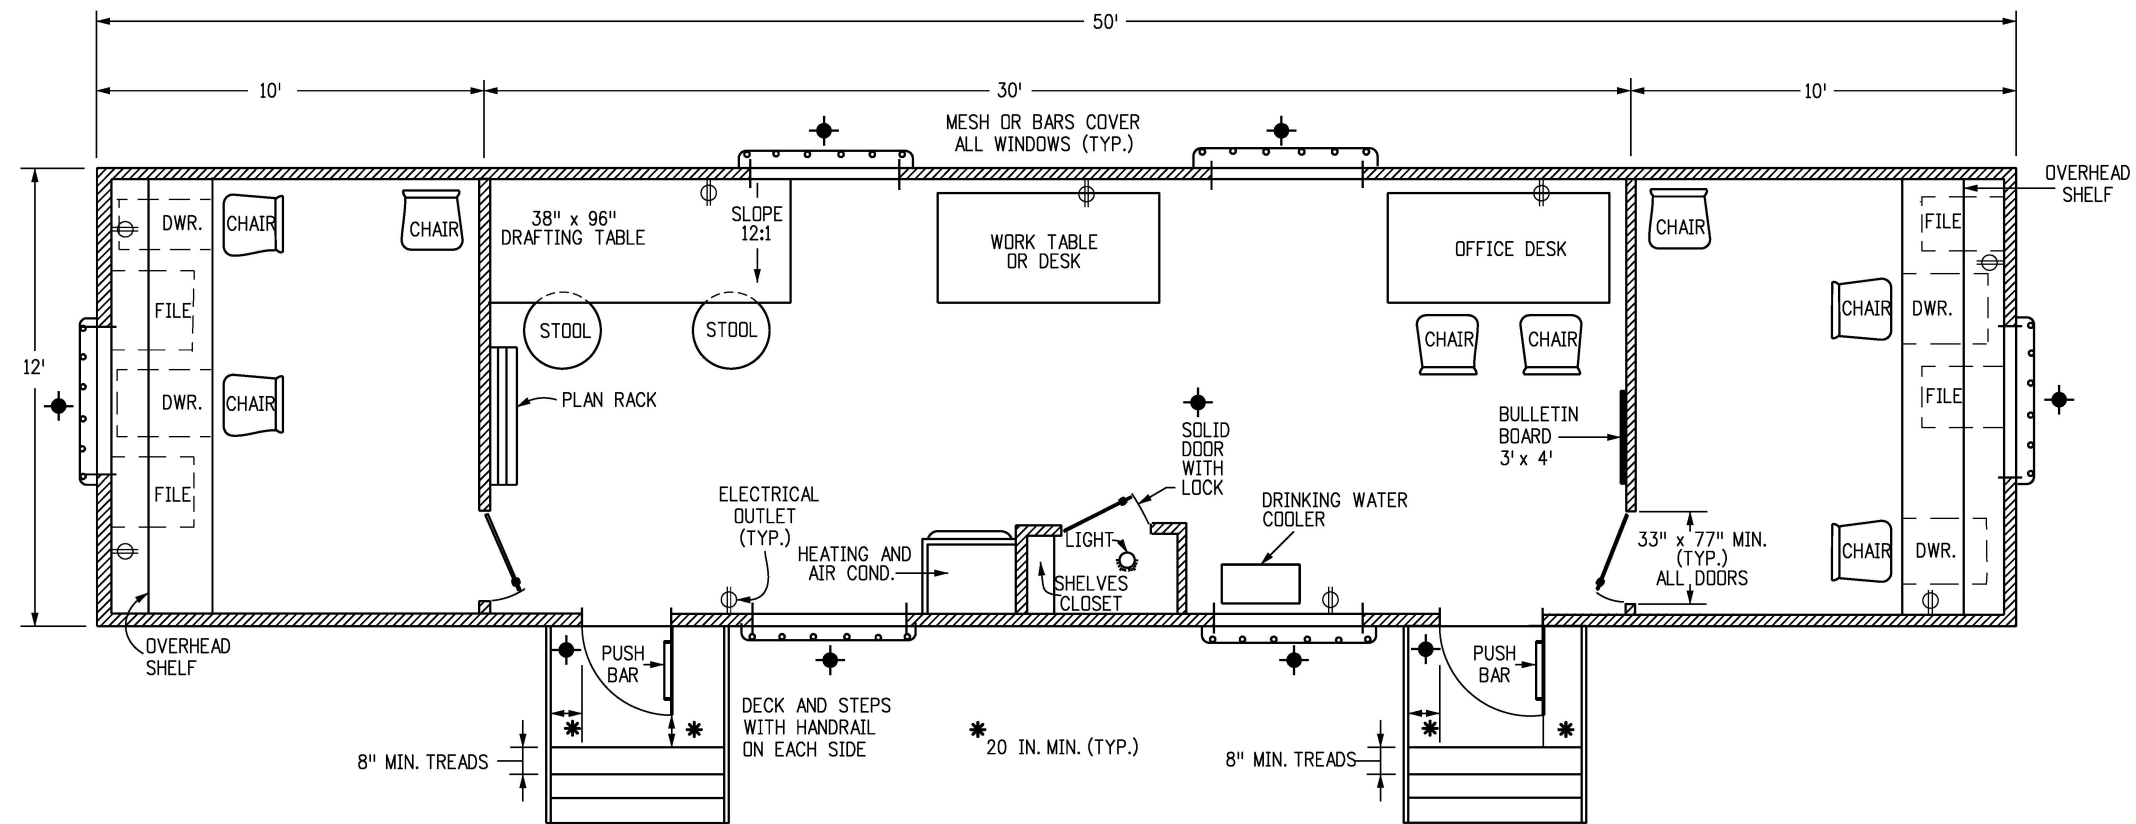 50'
10'
30'
10'
MESH OR BARS COVER
ALL WINDOWS (TYP.)
OVERHEAD
SHELF
12'
DWR.
CHAIR
CHAIR
38" x 96"
DRAFTING TABLE
SLOPE
12:1
WORK TABLE
OR DESK
OFFICE DESK
CHAIR
FILE
FILE
STOOL
STOOL
CHAIR
CHAIR
CHAIR
DWR.
DWR.
CHAIR
PLAN RACK
BULLETIN
BOARD
3' x 4'
FILE
SOLID
DOOR
WITH
LOCK
FILE
ELECTRICAL
OUTLET
(TYP.)
DRINKING WATER
COOLER
HEATING AND
AIR COND.
LIGHT
SHELVES
CLOSET
33" x 77" MIN.
(TYP.)
ALL DOORS
CHAIR
DWR.
OVERHEAD
SHELF
PUSH
BAR
PUSH
BAR
DECK AND STEPS
WITH HANDRAIL
ON EACH SIDE
* 20 IN. MIN. (TYP.)
* *
* *
8" MIN. TREADS
8" MIN. TREADS